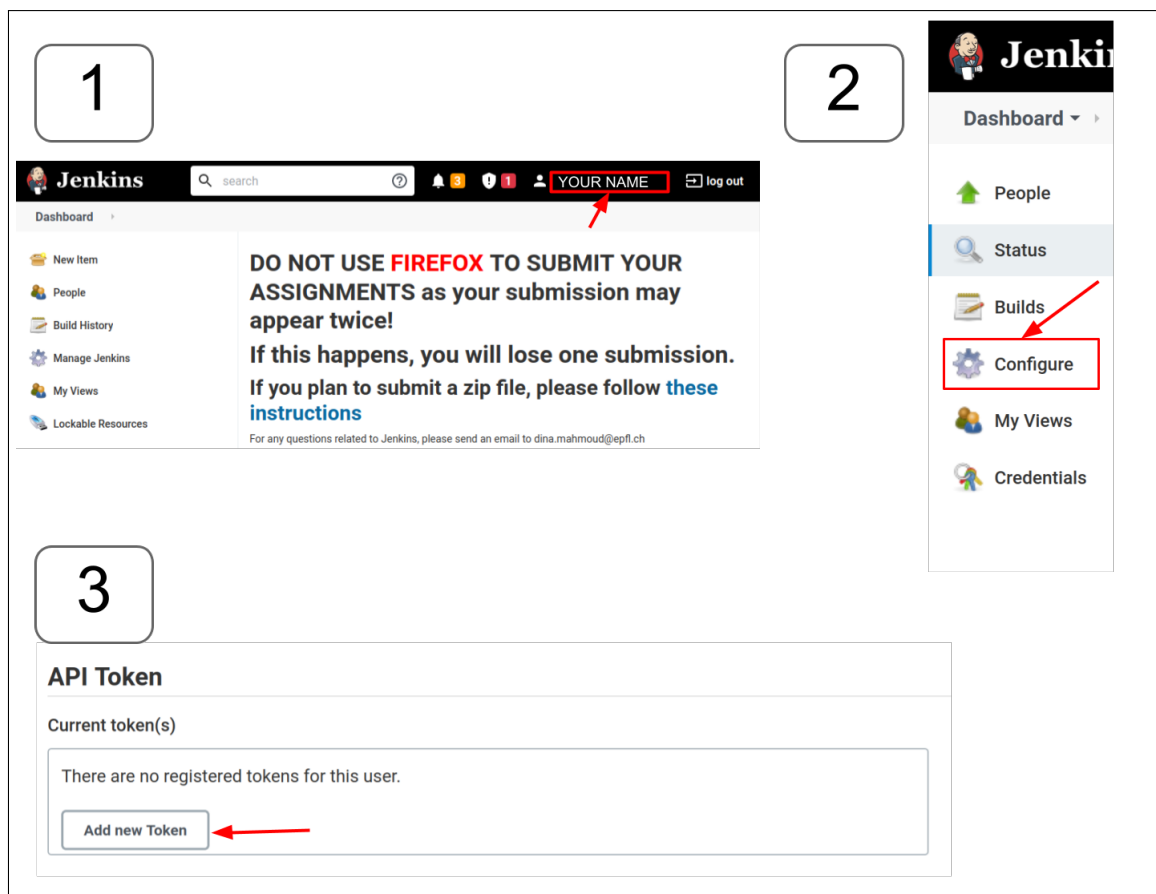 1
Jenkins
search
3
1
YOUR NAME
log out
Dashboard
New Item
People
Build History
Manage Jenkins
My Views
Lockable Resources
DO NOT USE FIREFOX TO SUBMIT YOUR
ASSIGNMENTS as your submission may
appear twice!
If this happens, you will lose one submission.
If you plan to submit a zip file, please follow these
instructions
For any questions related to Jenkins, please send an email to dina.mahmoud@epfl.ch
2
Jenki
Dashboard
People
Status
Builds
Configure
My Views
Credentials
3
API Token
Current token(s)
There are no registered tokens for this user.
Add new Token